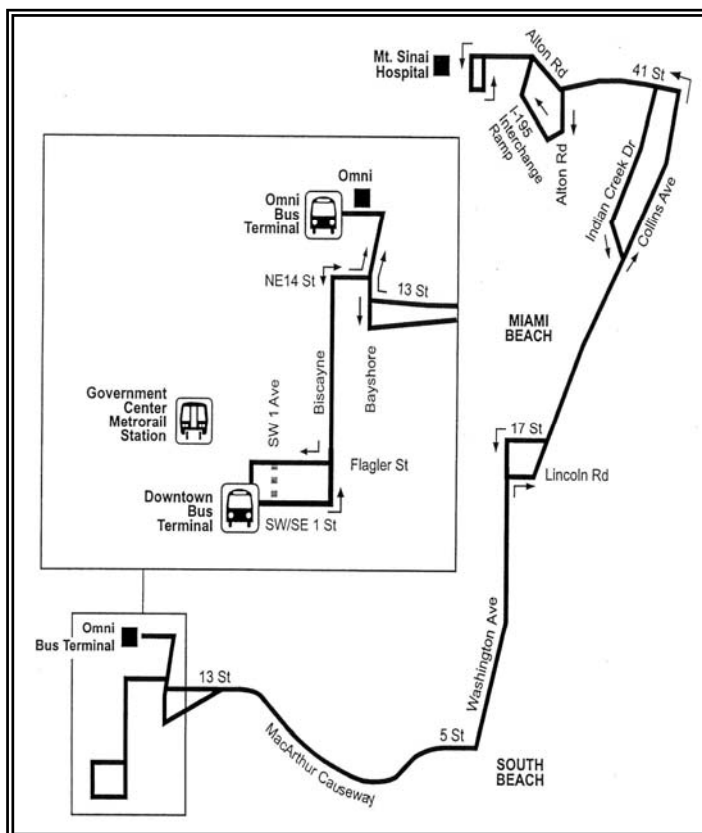 Mt. Sinai
Hospital
Alton Rd
41 St
I-195
Interchange
Ramp
Alton Rd
Indian Creek Dr
Collins Ave
Omni
Omni
Bus
Terminal
NE14 St
13 St
MIAMI
BEACH
Biscayne
Bayshore
SW 1 Ave
Government
Center
Metrorail
Station
17 St
Flagler St
Lincoln Rd
Downtown
Bus
Terminal
SW/SE 1 St
Washington Ave
Omni
Bus Terminal
13 St
MacArthur Causeway
5 St
SOUTH
BEACH